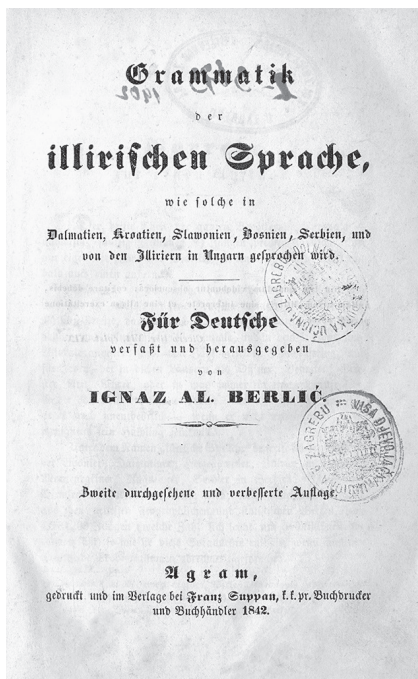 Grammatik
der
illirischen Sprache,
wie solche in
Dalmatien, Kroatien, Slawonien, Bosnien, Serbien, und
von den Illiriern in Ungarn gesprochen wird.
Für Deutsche
verfaßt und herausgegeben
von
IGNAZ AL. BERLIĆ.
Zweite durchgesehene und verbesserte Auflage.
Agram,
gedruckt und im Verlage bei Franz Suppan, k. k. pr. Buchdrucker
und Buchhändler 1842.